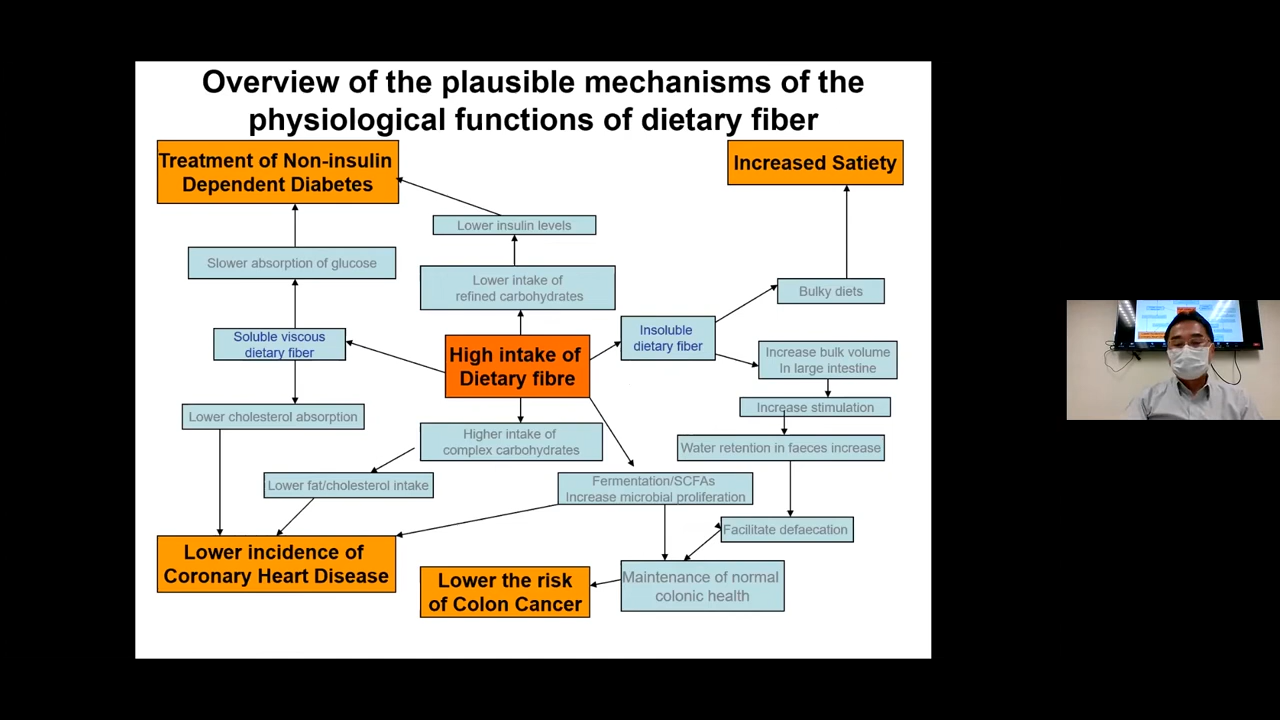 Overview of the plausible mechanisms of the
physiological functions of dietary fiber
Treatment of Non-insulin
Dependent Diabetes
Increased Satiety
Lower insulin levels
Slower absorption of glucose
Lower intake of
refined carbohydrates
Bulky diets
Soluble viscous
dietary fiber
High intake of
Dietary fibre
Insoluble
dietary fiber
Increase bulk volume
In large intestine
Lower cholesterol absorption
Increase stimulation
Higher intake of
complex carbohydrates
Water retention in faeces increase
Lower fat/cholesterol intake
Fermentation/SCFAs
Increase microbial proliferation
Facilitate defaecation
Lower incidence of
Coronary Heart Disease
Lower the risk
of Colon Cancer
Maintenance of normal
colonic health